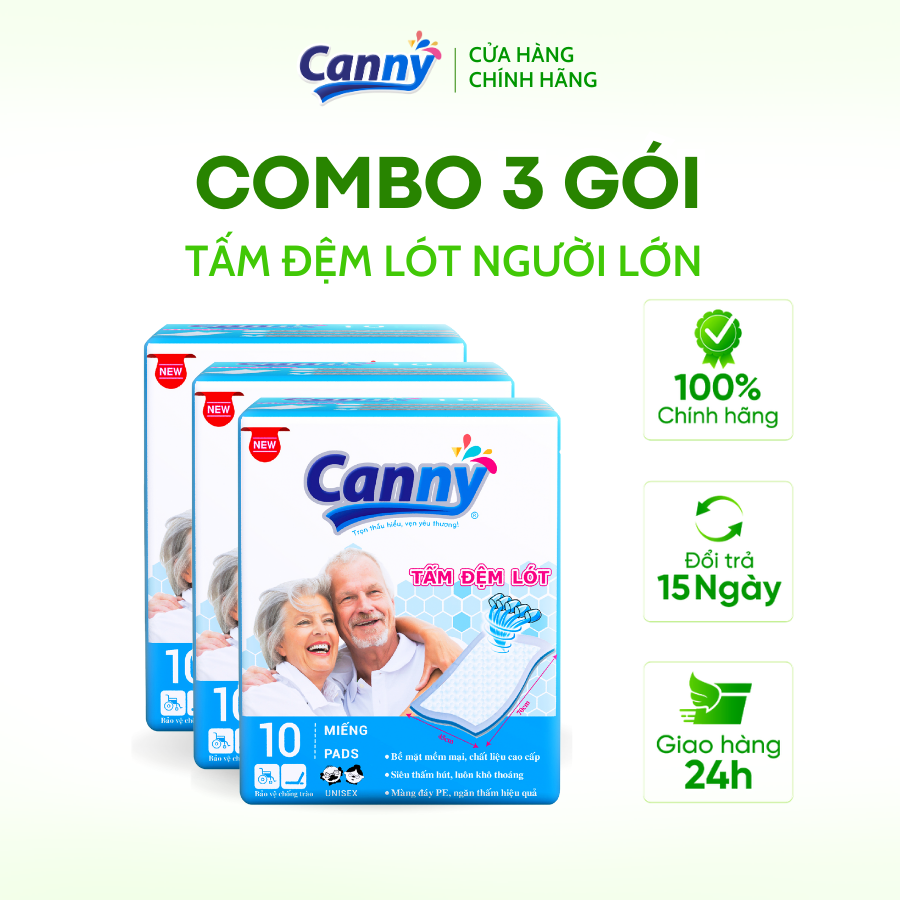 Canny
CỬA HÀNG
CHÍNH HÃNG
COMBO 3 GÓI
TẤM ĐỆM LÓT NGƯỜI LỚN
NEW
NEW
NEW
Canny
®
Trọn thấu hiểu, vẹn yêu thương!
TẤM ĐỆM LÓT
70cm
10
10
10
MIẾNG
PADS
UNISEX
• Bề mặt mềm mại, chất liệu cao cấp
• Siêu thấm hút, luôn khô thoáng
• Màng đáy PE, ngăn thấm hiệu quả
Bảo vệ chống trào
100%
Chính hãng
Đổi trả
15 Ngày
Giao hàng
24h